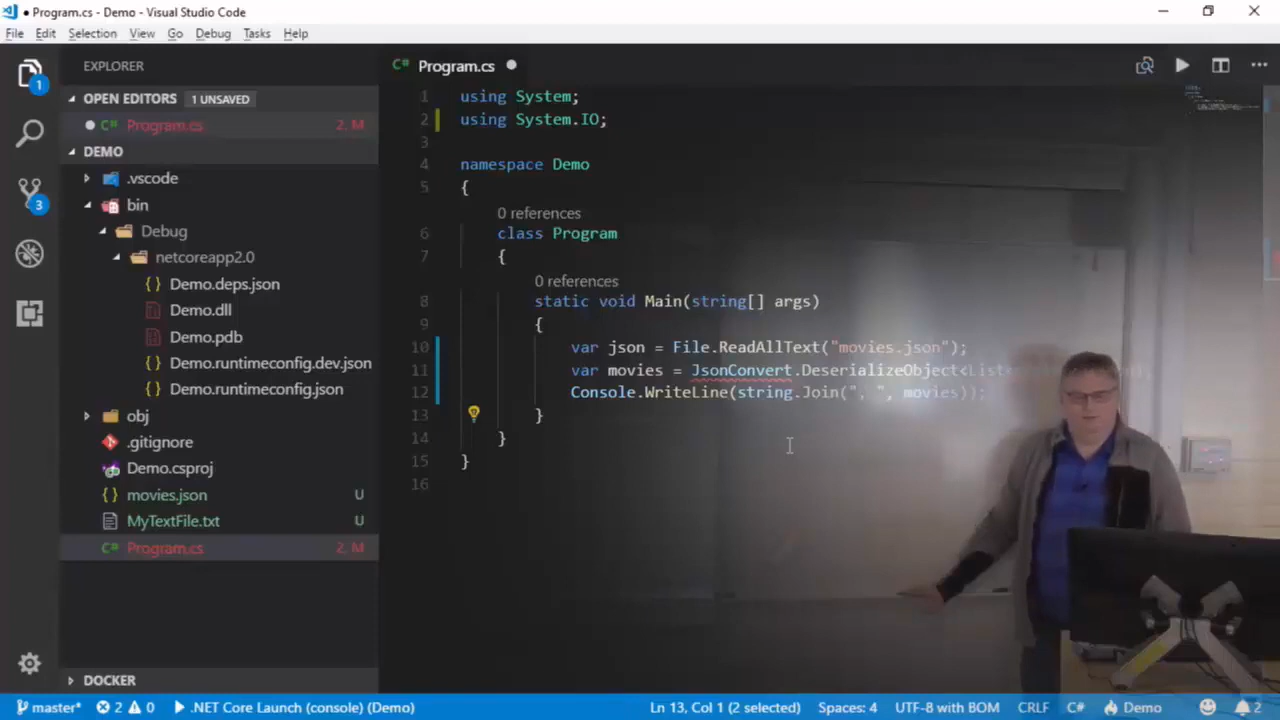 ● Program.cs - Demo - Visual Studio Code
File Edit Selection View Go Debug Tasks Help
EXPLORER
OPEN EDITORS 1 UNSAVED
Program.cs 2, M
DEMO
.vscode
bin
Debug
netcoreapp2.0
Demo.deps.json
Demo.dll
Demo.pdb
Demo.runtimeconfig.dev.json
Demo.runtimeconfig.json
obj
.gitignore
Demo.csproj
movies.json U
MyTextFile.txt U
Program.cs 2, M
DOCKER
1
3
Program.cs ●
1 using System;
2 using System.IO;
3
4 namespace Demo
5 {
0 references
6 class Program
7 {
0 references
8 static void Main(string[] args)
9 {
10 var json = File.ReadAllText("movies.json");
11 var movies = JsonConvert.DeserializeObject<List<
12 Console.WriteLine(string.Join(", ", movies));
13 }
14 }
15 }
16
master* 2 0 .NET Core Launch (console) (Demo) Ln 13, Col 1 (2 selected) Spaces: 4 UTF-8 with BOM CRLF C# Demo 2